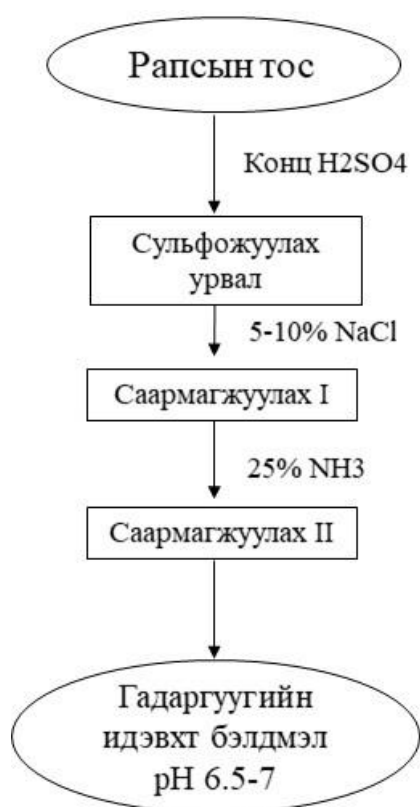 Рапсын тос
Конц H2SO4
Сульфожуулах
урвал
5-10% NaCl
Саармагжуулах I
25% NH3
Саармагжуулах II
Гадаргуугийн
идэвхт бэлдмэл
pH 6.5-7